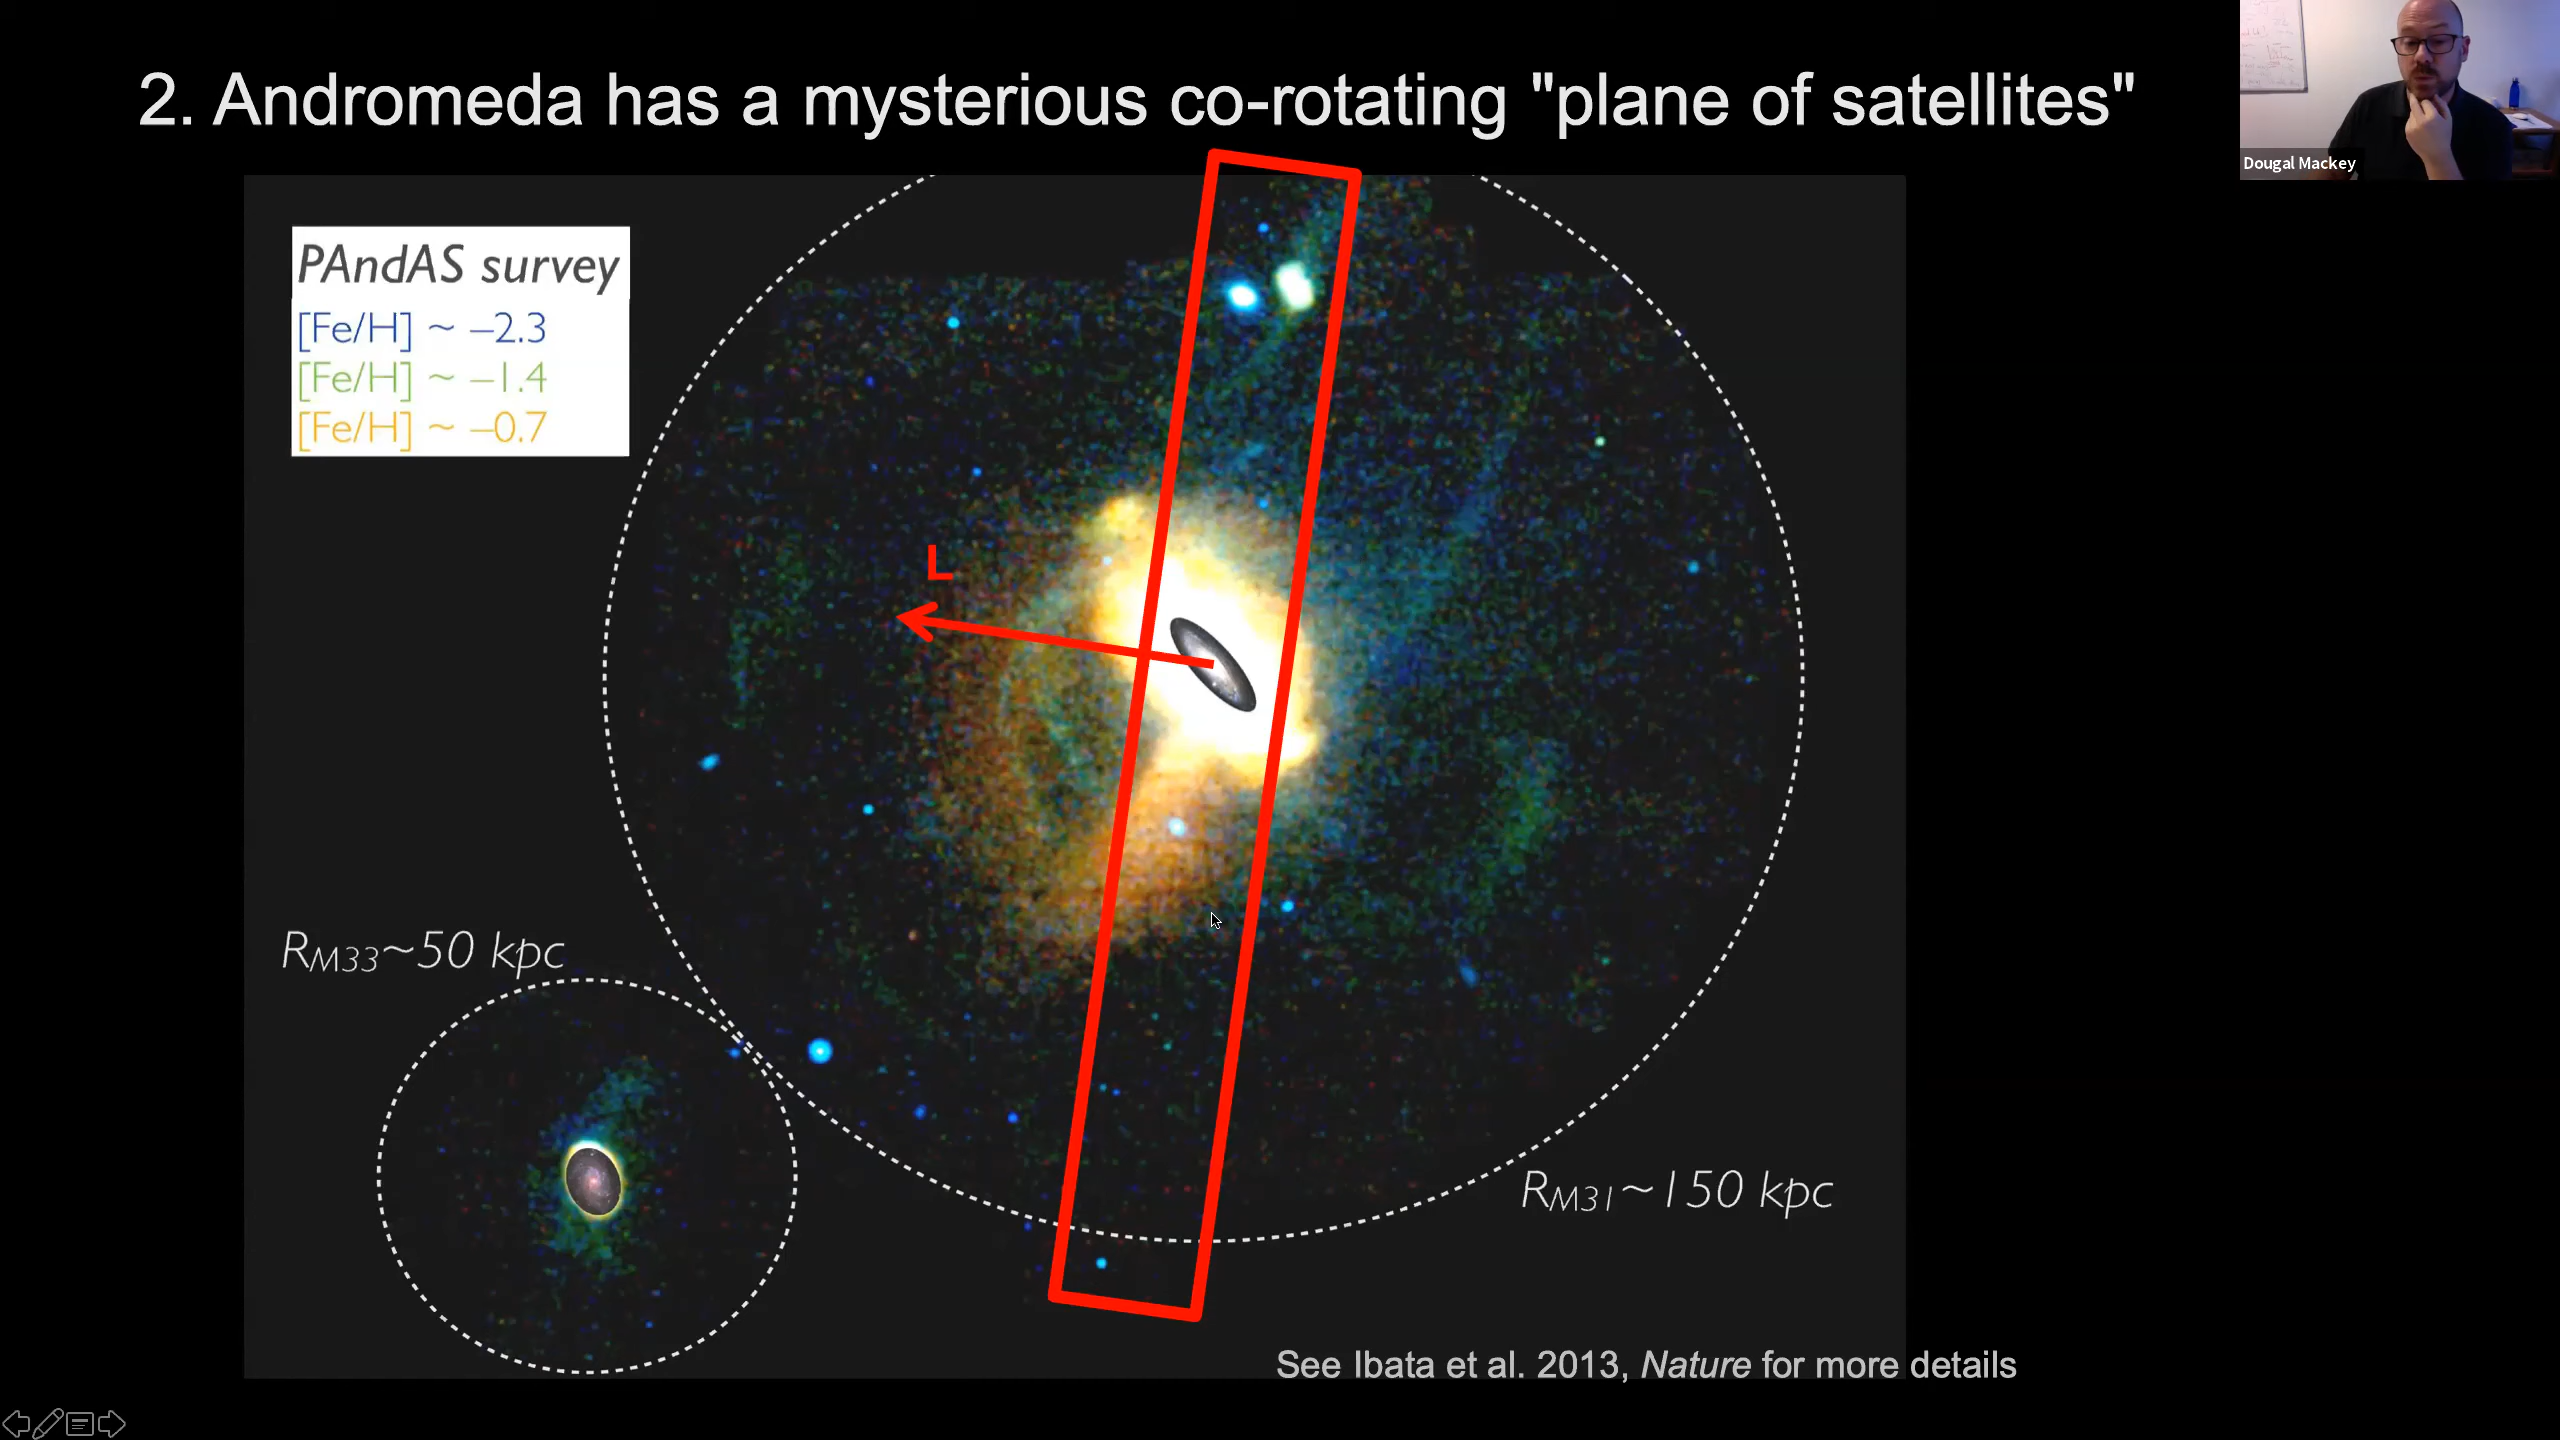 2. Andromeda has a mysterious co-rotating "plane of satellites"
Dougal Mackey
PAndAS survey
[Fe/H] ~ –2.3
[Fe/H] ~ –1.4
[Fe/H] ~ –0.7
L
RM33~50 kpc
RM31~150 kpc
See Ibata et al. 2013, Nature for more details